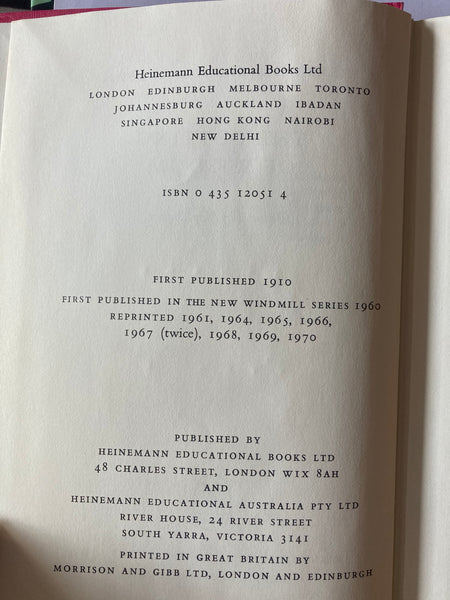 Heinemann Educational Books Ltd
LONDON EDINBURGH MELBOURNE TORONTO
JOHANNESBURG AUCKLAND IBADAN
SINGAPORE HONG KONG NAIROBI
NEW DELHI
ISBN 0 435 12051 4
FIRST PUBLISHED 1910
FIRST PUBLISHED IN THE NEW WINDMILL SERIES 1960
REPRINTED 1961, 1964, 1965, 1966,
1967 (twice), 1968, 1969, 1970
PUBLISHED BY
HEINEMANN EDUCATIONAL BOOKS LTD
48 CHARLES STREET, LONDON W1X 8AH
AND
HEINEMANN EDUCATIONAL AUSTRALIA PTY LTD
RIVER HOUSE, 24 RIVER STREET
SOUTH YARRA, VICTORIA 3141
PRINTED IN GREAT BRITAIN BY
MORRISON AND GIBB LTD, LONDON AND EDINBURGH